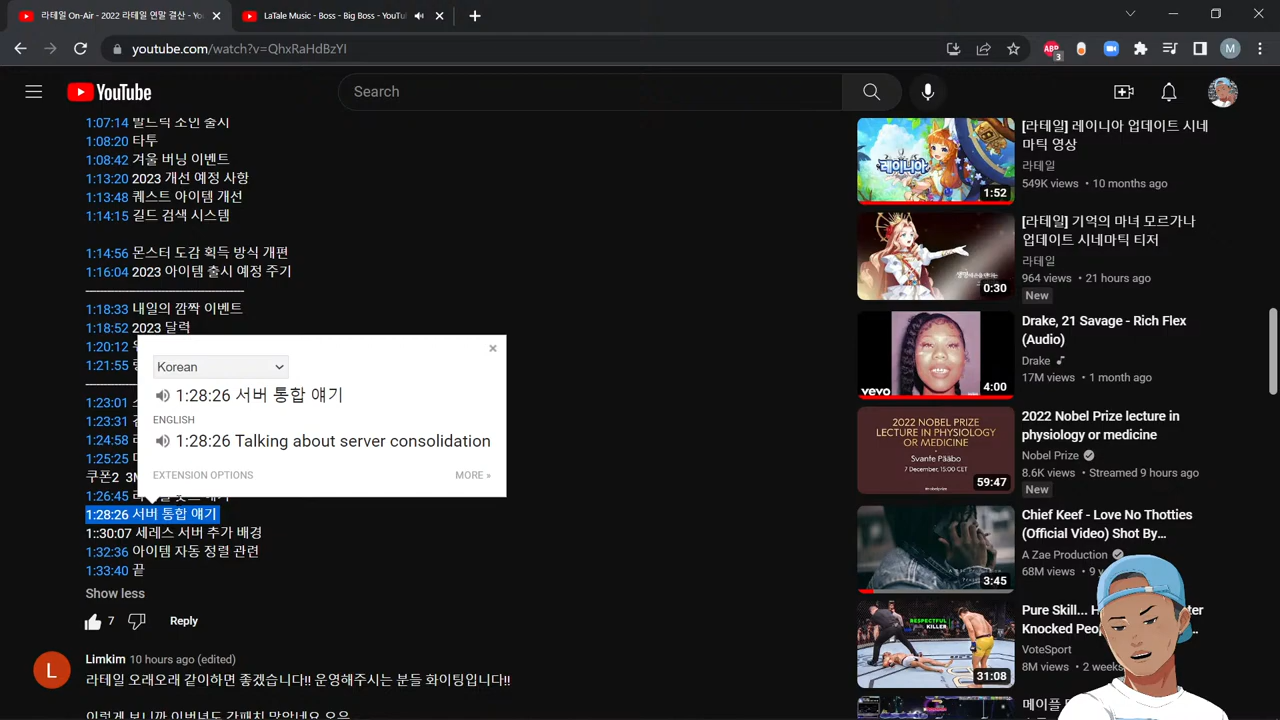 라테일 On-Air - 2022 라테일 연말 결산 - Yo
LaTale Music - Boss - Big Boss - YouTu
youtube.com/watch?v=QhxRaHdBzYI
ABP
3
M
YouTube
Search
1:07:14 발드릭 소인 출시
1:08:20 타투
1:08:42 겨울 버닝 이벤트
1:13:20 2023 개선 예정 사항
1:13:48 퀘스트 아이템 개선
1:14:15 길드 검색 시스템
1:14:56 몬스터 도감 획득 방식 개편
1:16:04 2023 아이템 출시 예정 주기
1:18:33 내일의 깜짝 이벤트
1:18:52 2023 달력
1:20:12
1:21:55
1:23:01
1:23:31
1:24:58
1:25:25
쿠폰2
1:26:45
Korean
1:28:26 서버 통합 얘기
ENGLISH
1:28:26 Talking about server consolidation
EXTENSION OPTIONS
MORE »
1:28:26 서버 통합 얘기
1::30:07 세레스 서버 추가 배경
1:32:36 아이템 자동 정렬 관련
1:33:40 끝
Show less
7
Reply
L
Limkim 10 hours ago (edited)
라테일 오래오래 같이하면 좋겠습니다!! 운영해주시는 분들 화이팅입니다!!
레이니아
1:52
[라테일] 레이니아 업데이트 시네
마틱 영상
라테일
549K views • 10 months ago
0:30
[라테일] 기억의 마녀 모르가나
업데이트 시네마틱 티저
라테일
964 views • 21 hours ago
New
vevo
4:00
Drake, 21 Savage - Rich Flex
(Audio)
Drake
17M views • 1 month ago
2022 NOBEL PRIZE
LECTURE IN PHYSIOLOGY
OR MEDICINE
Svante Pääbo
7 December, 15:00 CET
59:47
2022 Nobel Prize lecture in
physiology or medicine
Nobel Prize
8.6K views • Streamed 9 hours ago
New
3:45
Chief Keef - Love No Thotties
(Official Video) Shot By…
A Zae Production
68M views • 9
RESPECTFUL
KILLER
31:08
Pure Skill...
Knocked
VoteSport
8M views • 2 weeks
메이플